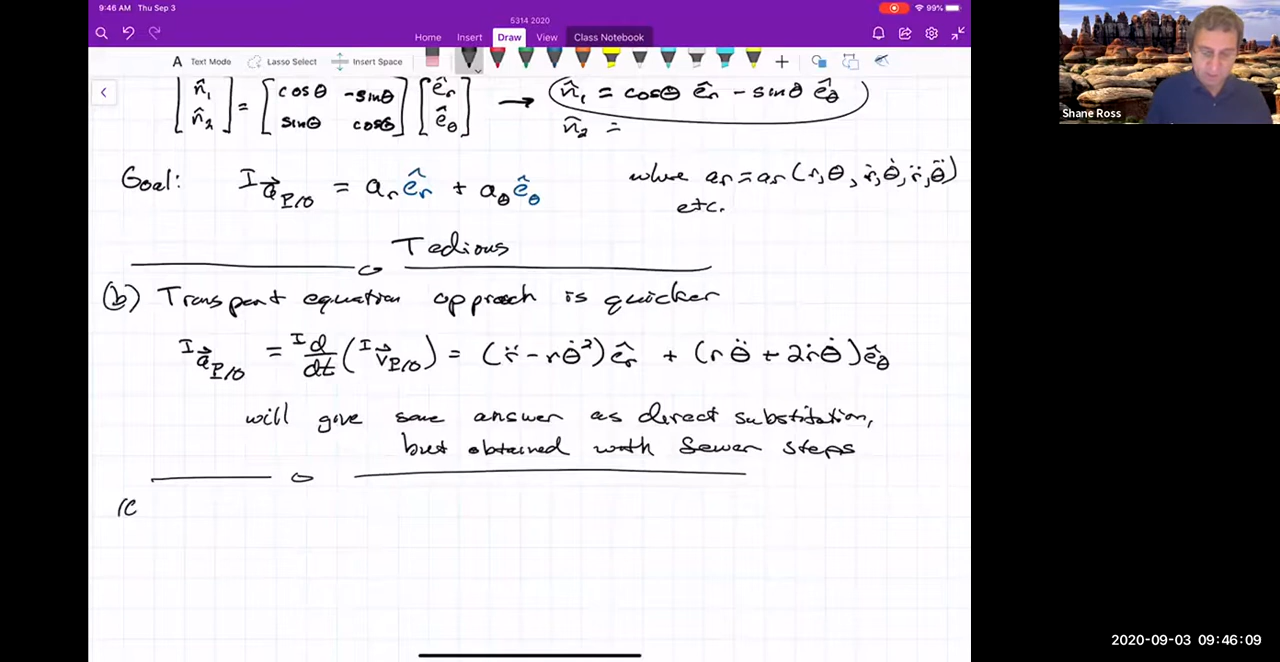 9:46 AM Thu Sep 3
99%
5314 2020
Home Insert Draw View Class Notebook
A Text Mode Lasso Select Insert Space
[n̂₁ n̂₂] = [cosθ -sinθ sinθ cosθ] [êr êθ] → n̂₁ = cosθ êr - sinθ êθ
n̂₂ =
Goal: ᴵa⃗P/O = ar êr + aθ êθ where ar = ar (r, θ, ṙ, θ̇, r̈, θ̈)
etc.
Tedious
(b) Transport equation approach is quicker
ᴵa⃗P/O = ᴵd/dt (ᴵv⃗P/O) = (r̈ - rθ̇²) êr + (rθ̈ + 2ṙθ̇) êθ
will give same answer as direct substitution,
but obtained with fewer steps
(c
Shane Ross
2020-09-03 09:46:09